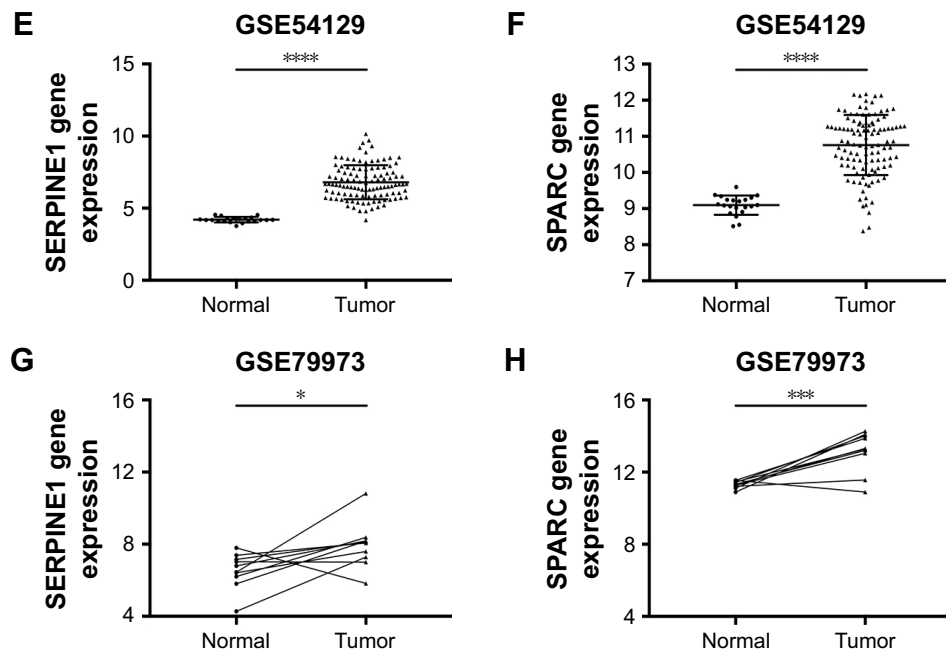 E
GSE54129
SERPINE1 gene
expression
****
15
10
5
0
Normal
Tumor
F
GSE54129
SPARC gene
expression
****
13
12
11
10
9
8
7
Normal
Tumor
G
GSE79973
SERPINE1 gene
expression
*
16
12
8
4
Normal
Tumor
H
GSE79973
SPARC gene
expression
***
16
12
8
4
Normal
Tumor